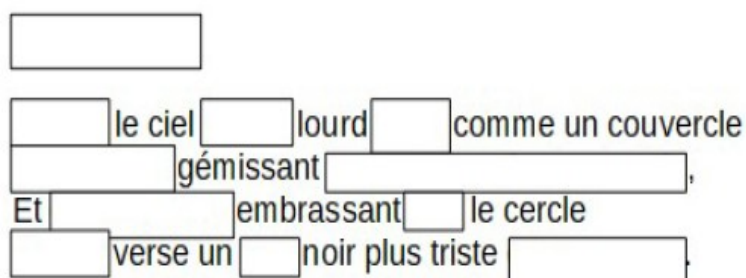 le ciel lourd comme un couvercle
gémissant ,
Et embrassant le cercle
verse un noir plus triste .